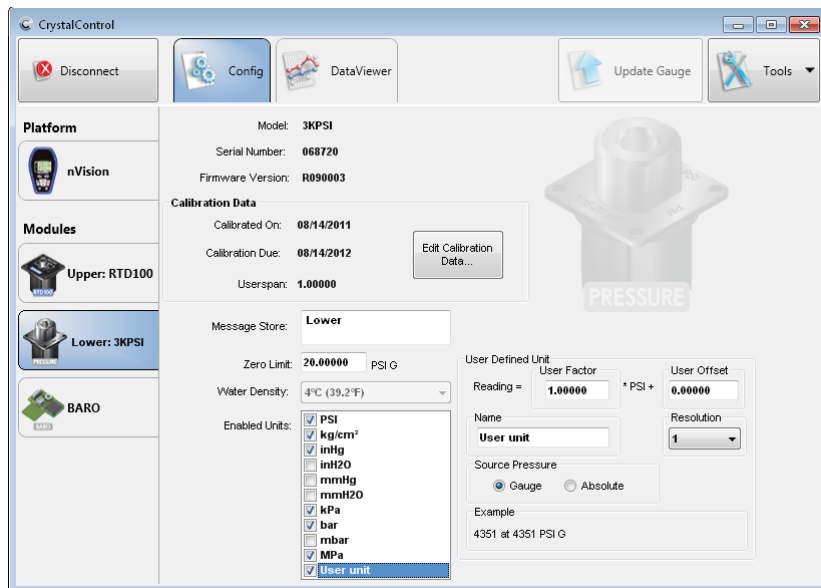 CrystalControl
Disconnect
Config
DataViewer
Update Gauge
Tools
Platform
nVision
Modules
Upper: RTD100
RTD100
Lower: 3KPSI
PRESSURE
BARO
BARO
Model: 3KPSI
Serial Number: 068720
Firmware Version: R090003
Calibration Data
Calibrated On: 08/14/2011
Calibration Due: 08/14/2012
Userspan: 1.00000
Edit Calibration
Data...
PRESSURE
Message Store: Lower
Zero Limit: 20.00000 PSI G
Water Density: 4°C (39.2°F)
Enabled Units:
PSI
kg/cm²
inHg
inH2O
mmHg
mmH2O
kPa
bar
mbar
MPa
User unit
User Defined Unit
User Factor
User Offset
Reading = 1.00000 * PSI + 0.00000
Name
User unit
Resolution
1
Source Pressure
Gauge Absolute
Example
4351 at 4351 PSI G